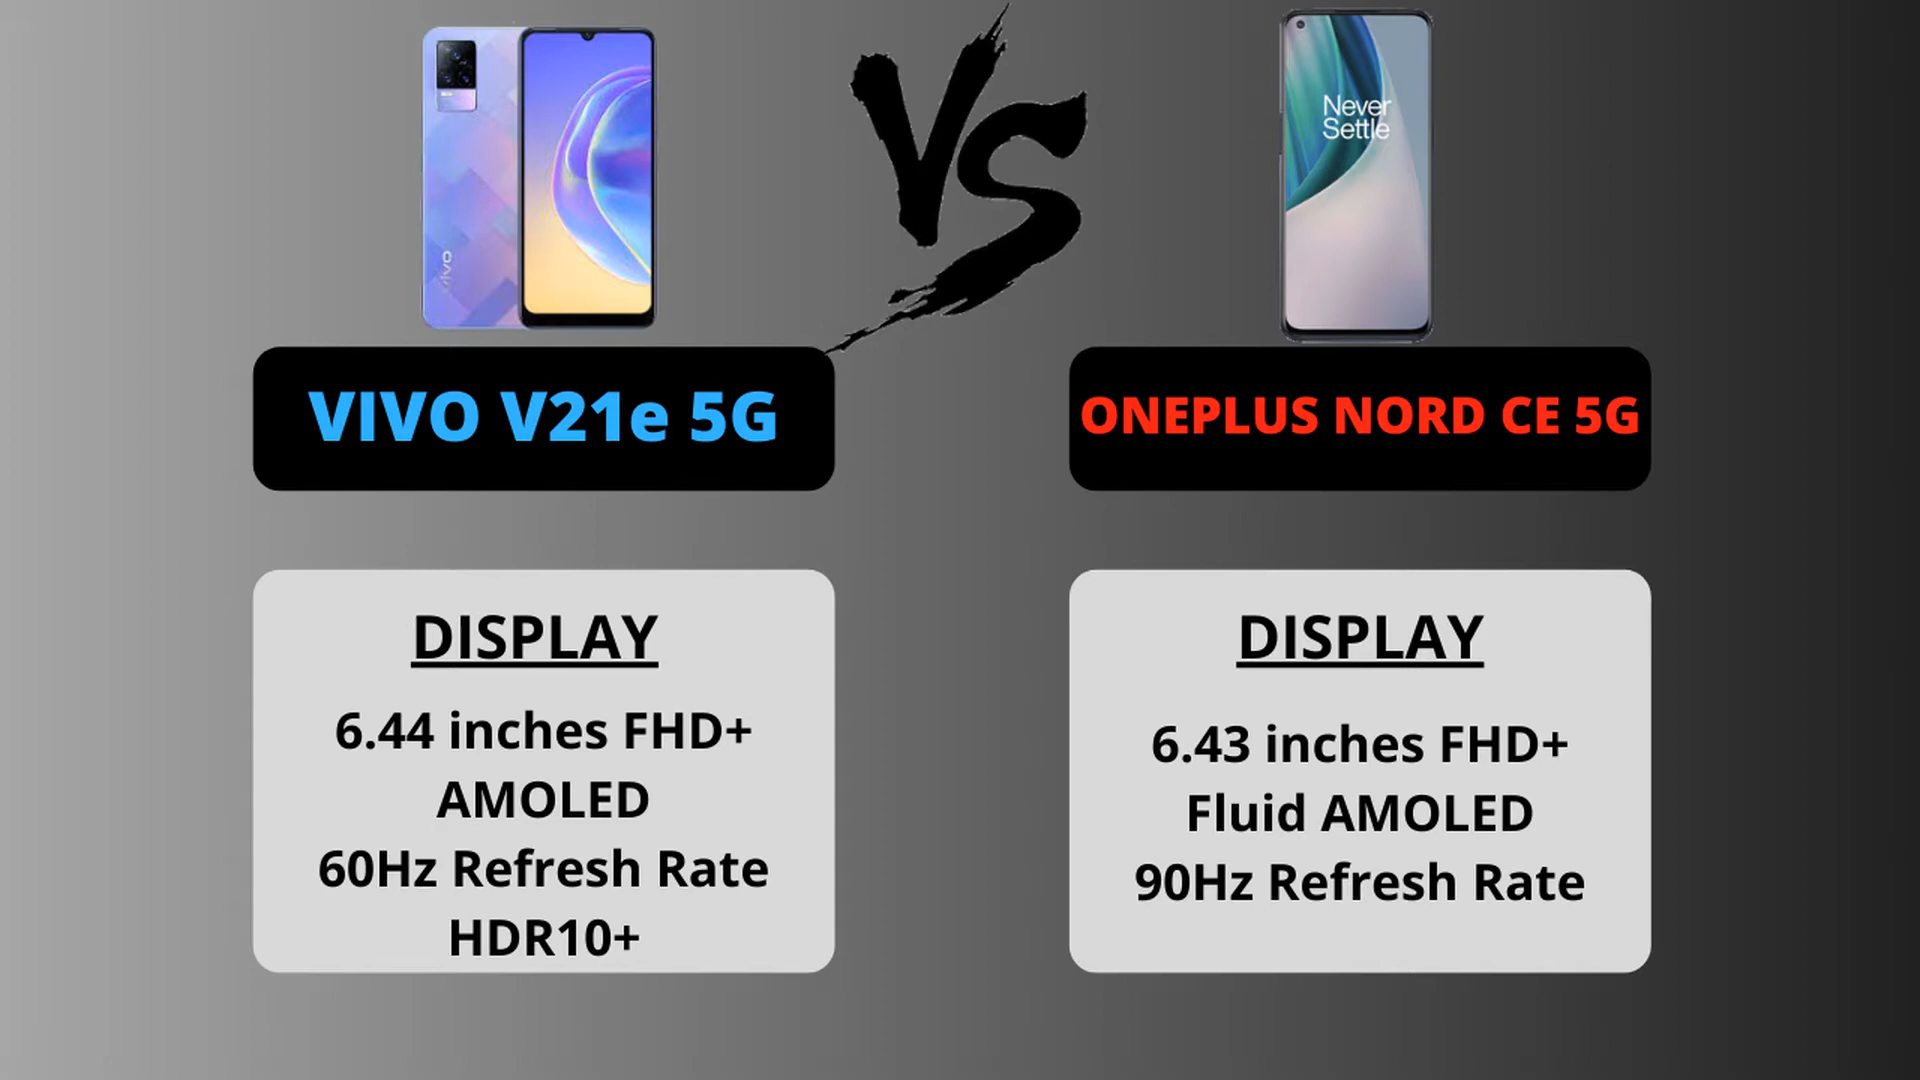 vivo
VS
Never
Settle
VIVO V21e 5G
ONEPLUS NORD CE 5G
DISPLAY
6.44 inches FHD+
AMOLED
60Hz Refresh Rate
HDR10+
DISPLAY
6.43 inches FHD+
Fluid AMOLED
90Hz Refresh Rate